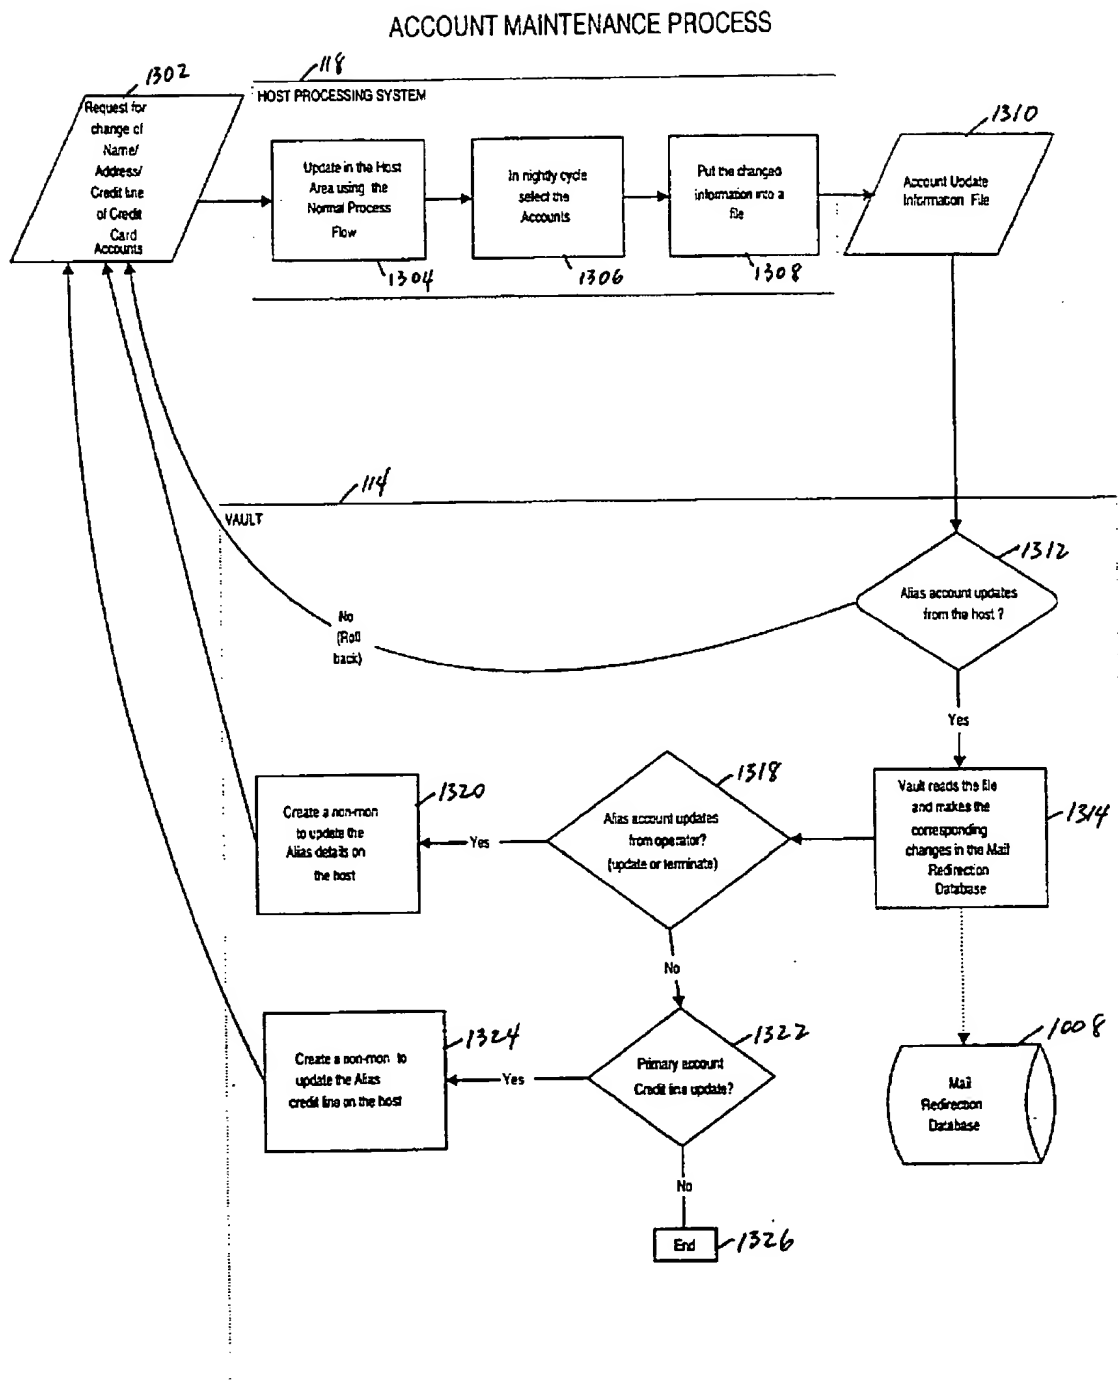 ACCOUNT MAINTENANCE PROCESS
1302
118
HOST PROCESSING SYSTEM
Request for
change of
Name/
Address/
Credit line
of Credit
Card
Accounts
Update in the Host
Area using the
Normal Process
Flow
1304
In nightly cycle
select the
Accounts
1306
Put the changed
information into a
file
1308
1310
Account Update
Information File
114
VAULT
1312
Alias account updates
from the host ?
No
(Roll
back)
Yes
Vault reads the file
and makes the
corresponding
changes in the Mail
Redirection
Database
1314
1318
Alias account updates
from operator?
(update or terminate)
Yes
1320
Create a non-mon
to update the
Alias details on
the host
No
1322
Primary account
Credit line update?
Yes
1324
Create a non-mon to
update the Alias
credit line on the host
1008
Mail
Redirection
Database
No
End
1326